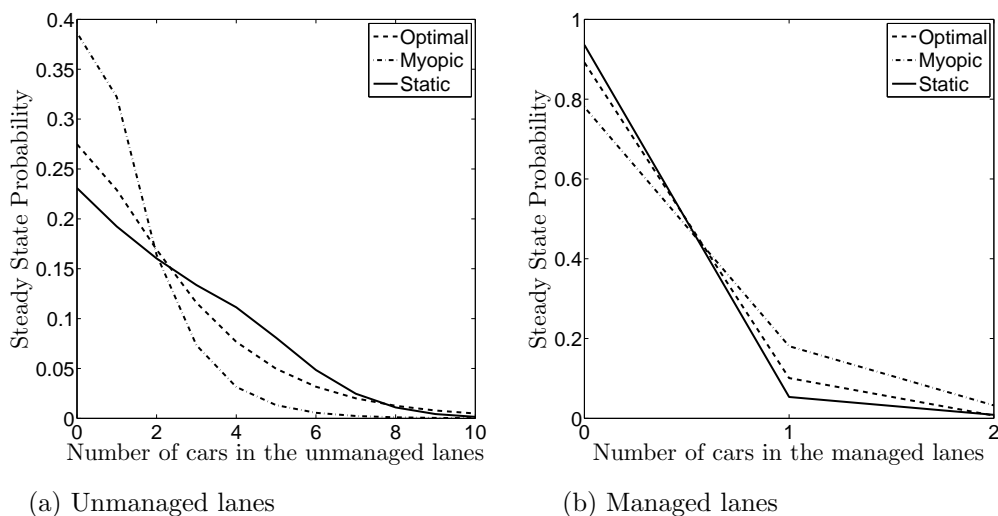 0.4
0.35
0.3
0.25
0.2
0.15
0.1
0.05
0
Steady State Probability
0 2 4 6 8 10
Number of cars in the unmanaged lanes
Optimal
Myopic
Static
(a) Unmanaged lanes
1
0.8
0.6
0.4
0.2
0
Steady State Probability
0 1 2
Number of cars in the managed lanes
Optimal
Myopic
Static
(b) Managed lanes